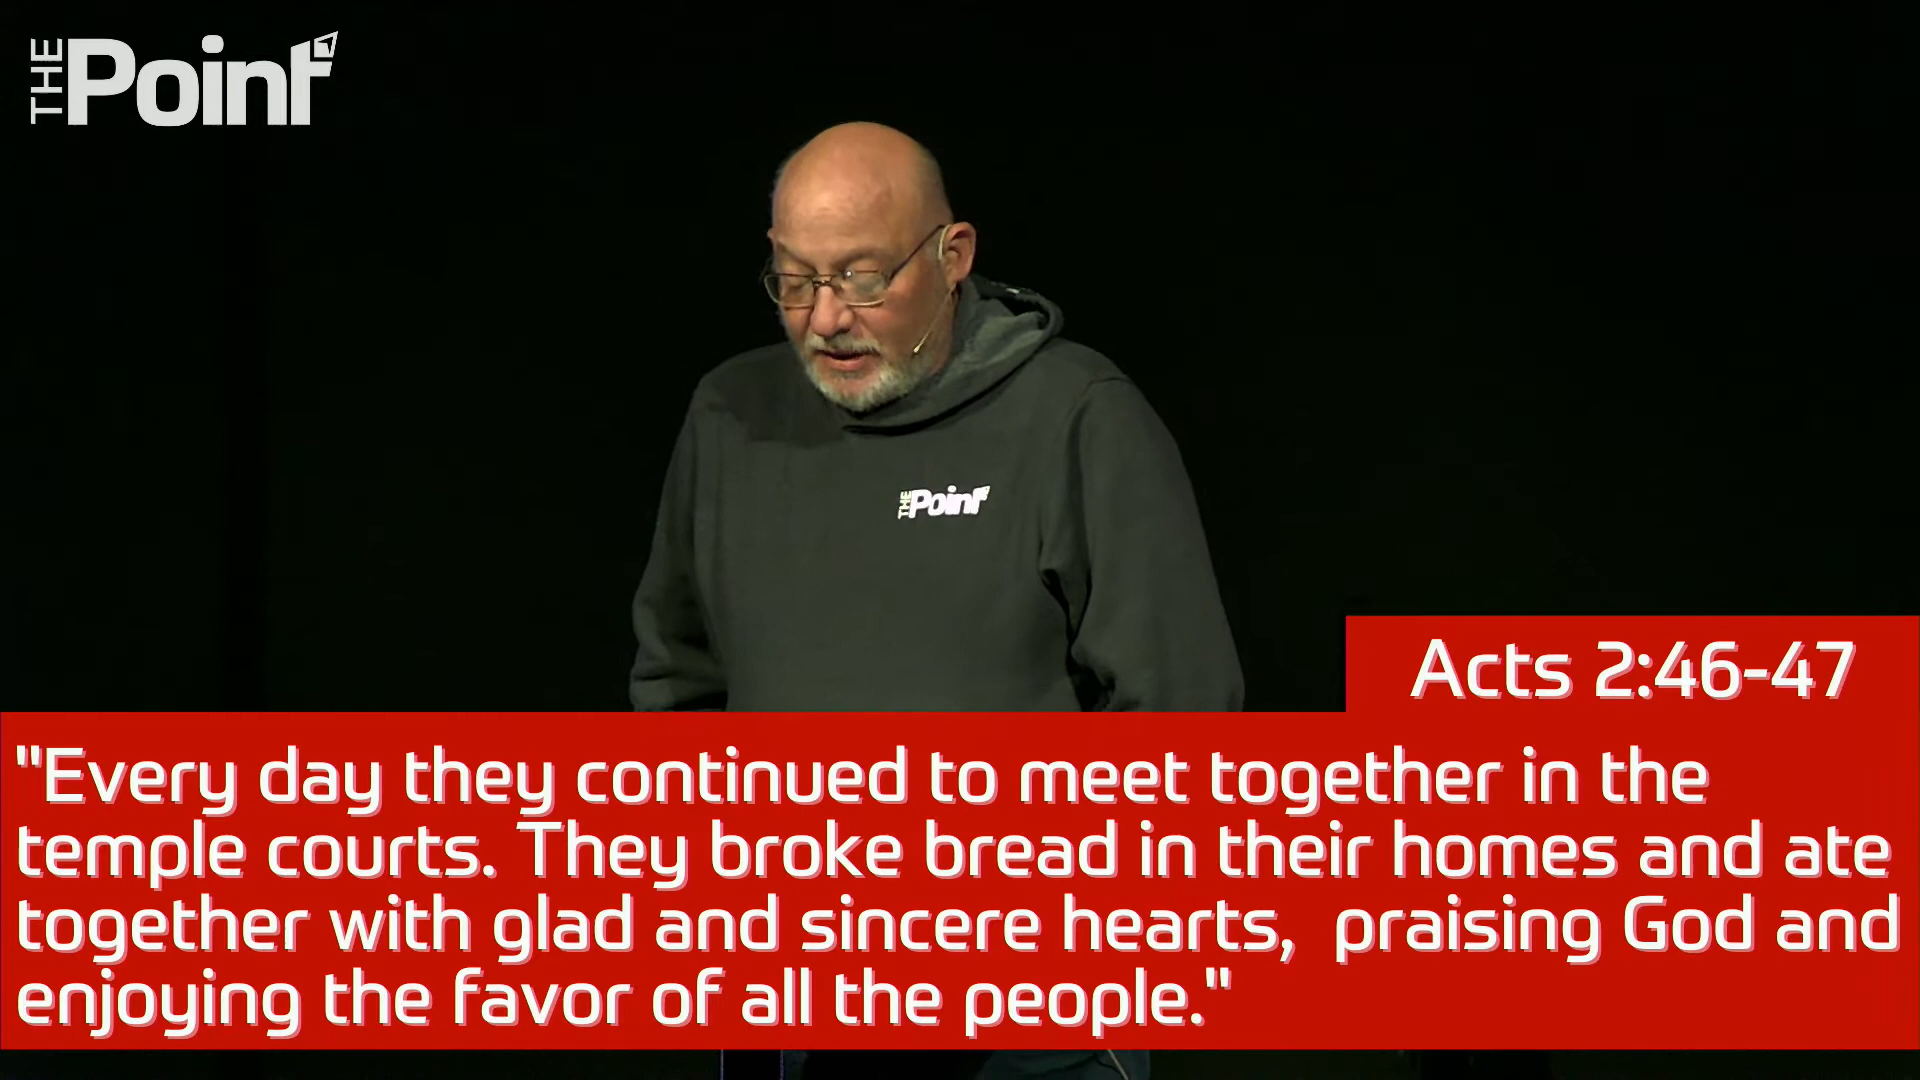 THE Point
THE Point
Acts 2:46-47
"Every day they continued to meet together in the
temple courts. They broke bread in their homes and ate
together with glad and sincere hearts,  praising God and
enjoying the favor of all the people."